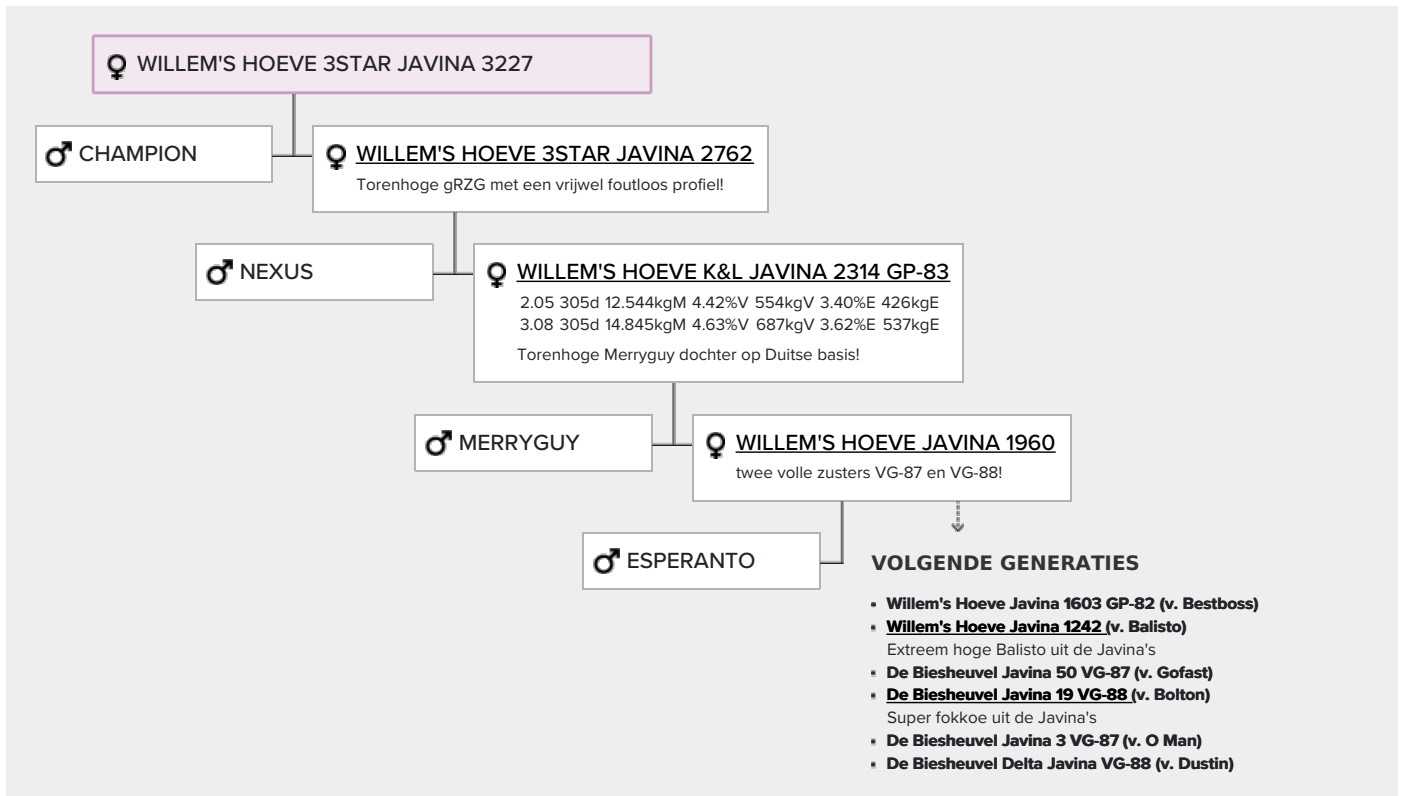 WILLEM'S HOEVE 3STAR JAVINA 3227
CHAMPION
WILLEM'S HOEVE 3STAR JAVINA 2762
Torenhoge gRZG met een vrijwel foutloos profiel!
NEXUS
WILLEM'S HOEVE K&L JAVINA 2314 GP-83
2.05 305d 12.544kgM 4.42%V 554kgV 3.40%E 426kgE
3.08 305d 14.845kgM 4.63%V 687kgV 3.62%E 537kgE
Torenhoge Merryguy dochter op Duitse basis!
MERRYGUY
WILLEM'S HOEVE JAVINA 1960
twee volle zusters VG-87 en VG-88!
ESPERANTO
VOLGENDE GENERATIES
Willem's Hoeve Javina 1603 GP-82 (v. Bestboss)
Willem's Hoeve Javina 1242 (v. Balisto)
Extreem hoge Balisto uit de Javina's
De Biesheuvel Javina 50 VG-87 (v. Gofast)
De Biesheuvel Javina 19 VG-88 (v. Bolton)
Super fokkoe uit de Javina's
De Biesheuvel Javina 3 VG-87 (v. O Man)
De Biesheuvel Delta Javina VG-88 (v. Dustin)